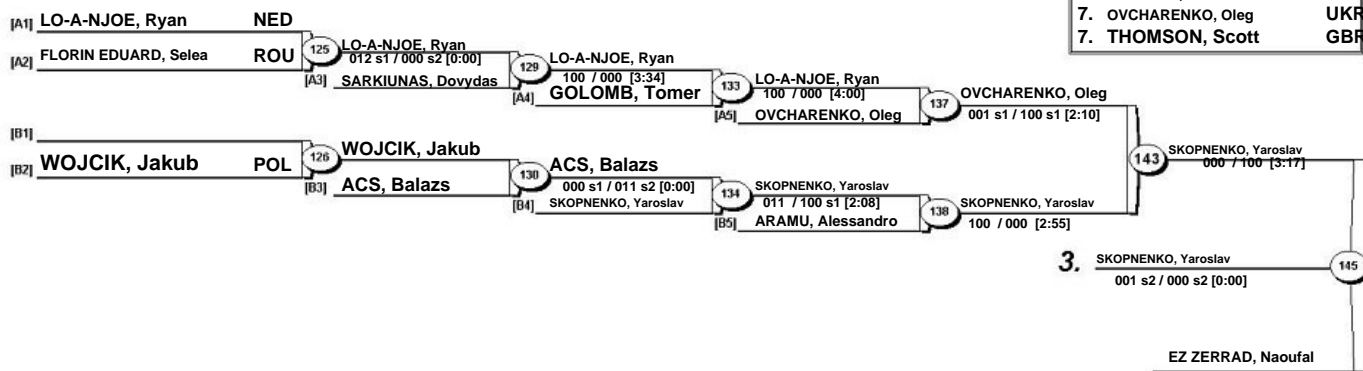 7. OVCHARENKO, Oleg UKR
7. THOMSON, Scott GBR
[A1] LO-A-NJOE, Ryan NED
[A2] FLORIN EDUARD, Selea ROU
125
LO-A-NJOE, Ryan
012 s1 / 000 s2 [0:00]
[A3] SARKIUNAS, Dovydas
129
LO-A-NJOE, Ryan
100 / 000 [3:34]
[A4] GOLOMB, Tomer
133
LO-A-NJOE, Ryan
100 / 000 [4:00]
[A5] OVCHARENKO, Oleg
137
OVCHARENKO, Oleg
001 s1 / 100 s1 [2:10]
[B1]
[B2] WOJCIK, Jakub POL
126
WOJCIK, Jakub
[B3] ACS, Balazs
130
ACS, Balazs
000 s1 / 011 s2 [0:00]
[B4] SKOPNENKO, Yaroslav
134
SKOPNENKO, Yaroslav
011 / 100 s1 [2:08]
[B5] ARAMU, Alessandro
138
SKOPNENKO, Yaroslav
100 / 000 [2:55]
143
SKOPNENKO, Yaroslav
000 / 100 [3:17]
3. SKOPNENKO, Yaroslav
001 s2 / 000 s2 [0:00]
145
EZ ZERRAD, Naoufal